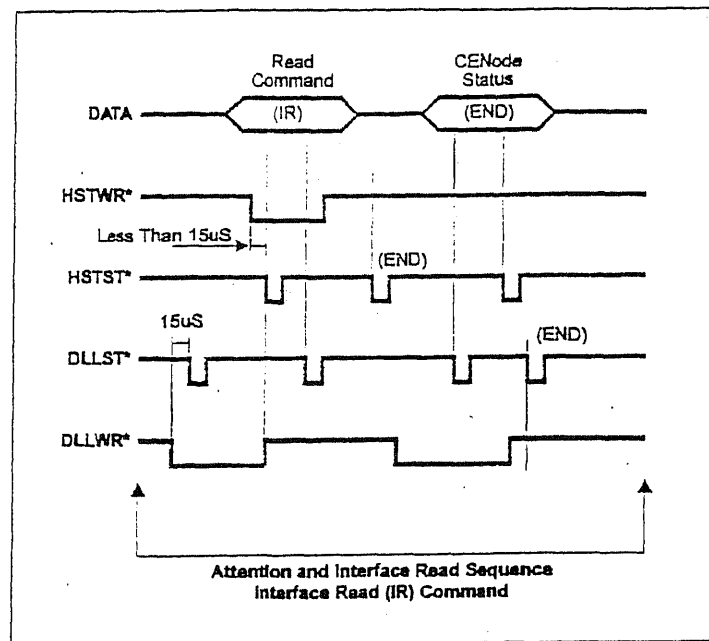 Read Command
CENode Status
DATA
(IR)
(END)
HSTWR*
Less Than 15uS
(END)
HSTST*
15uS
(END)
DLLST*
DLLWR*
Attention and Interface Read Sequence
Interface Read (IR) Command